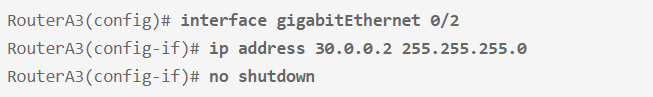 RouterA3(config)# interface gigabitEthernet 0/2
RouterA3(config-if)# ip address 30.0.0.2 255.255.255.0
RouterA3(config-if)# no shutdown